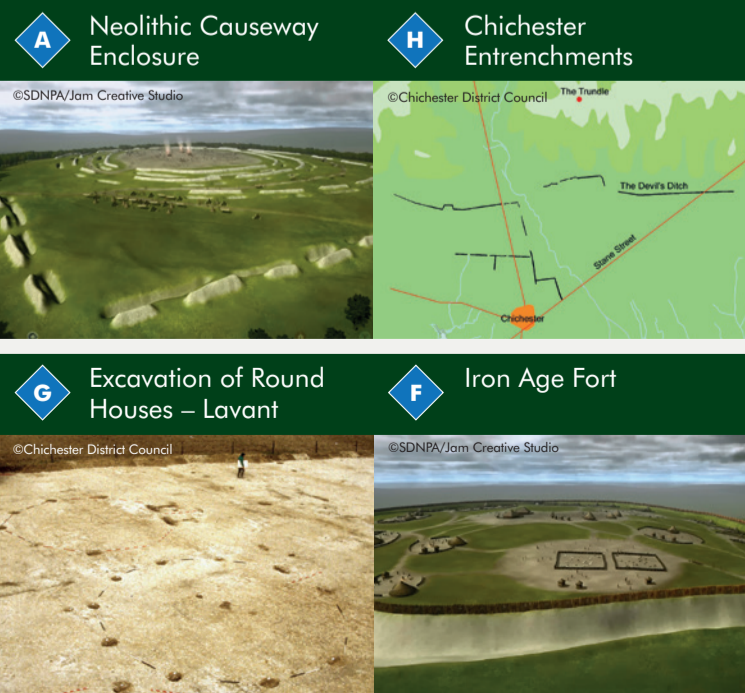 A
Neolithic Causeway
Enclosure
©SDNPA/Jam Creative Studio
H
Chichester
Entrenchments
©Chichester District Council
The Trundle
The Devil's Ditch
Stane Street
Chichester
G
Excavation of Round
Houses – Lavant
©Chichester District Council
F
Iron Age Fort
©SDNPA/Jam Creative Studio